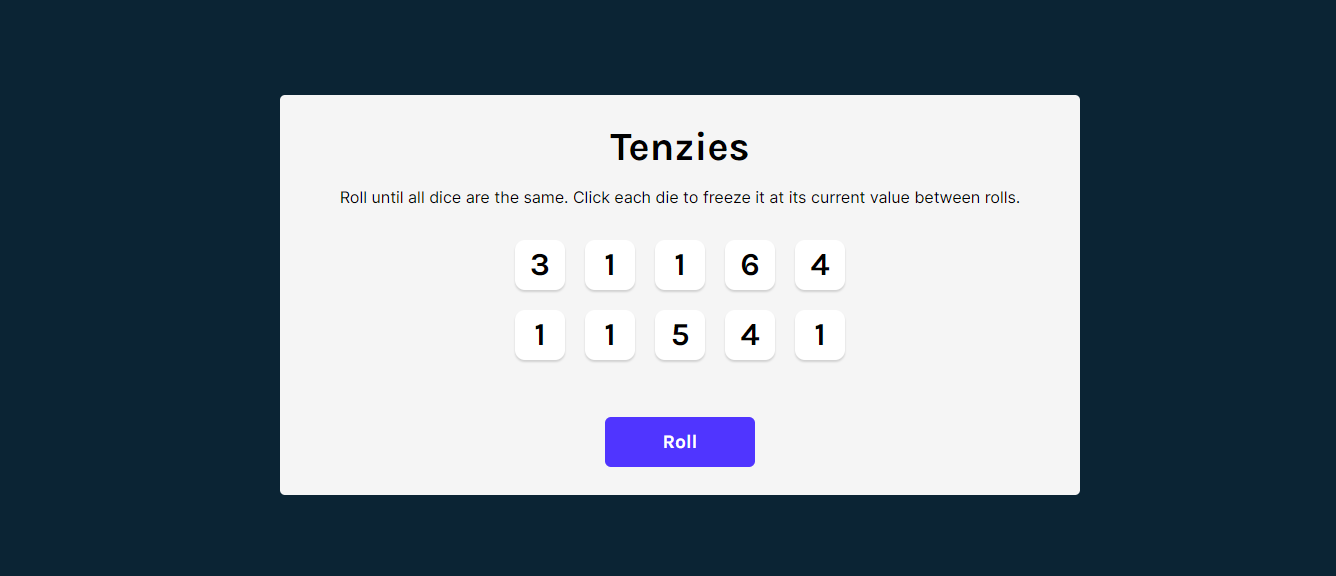 Tenzies
Roll until all dice are the same. Click each die to freeze it at its current value between rolls.
3 1 1 6 4
1 1 5 4 1
Roll